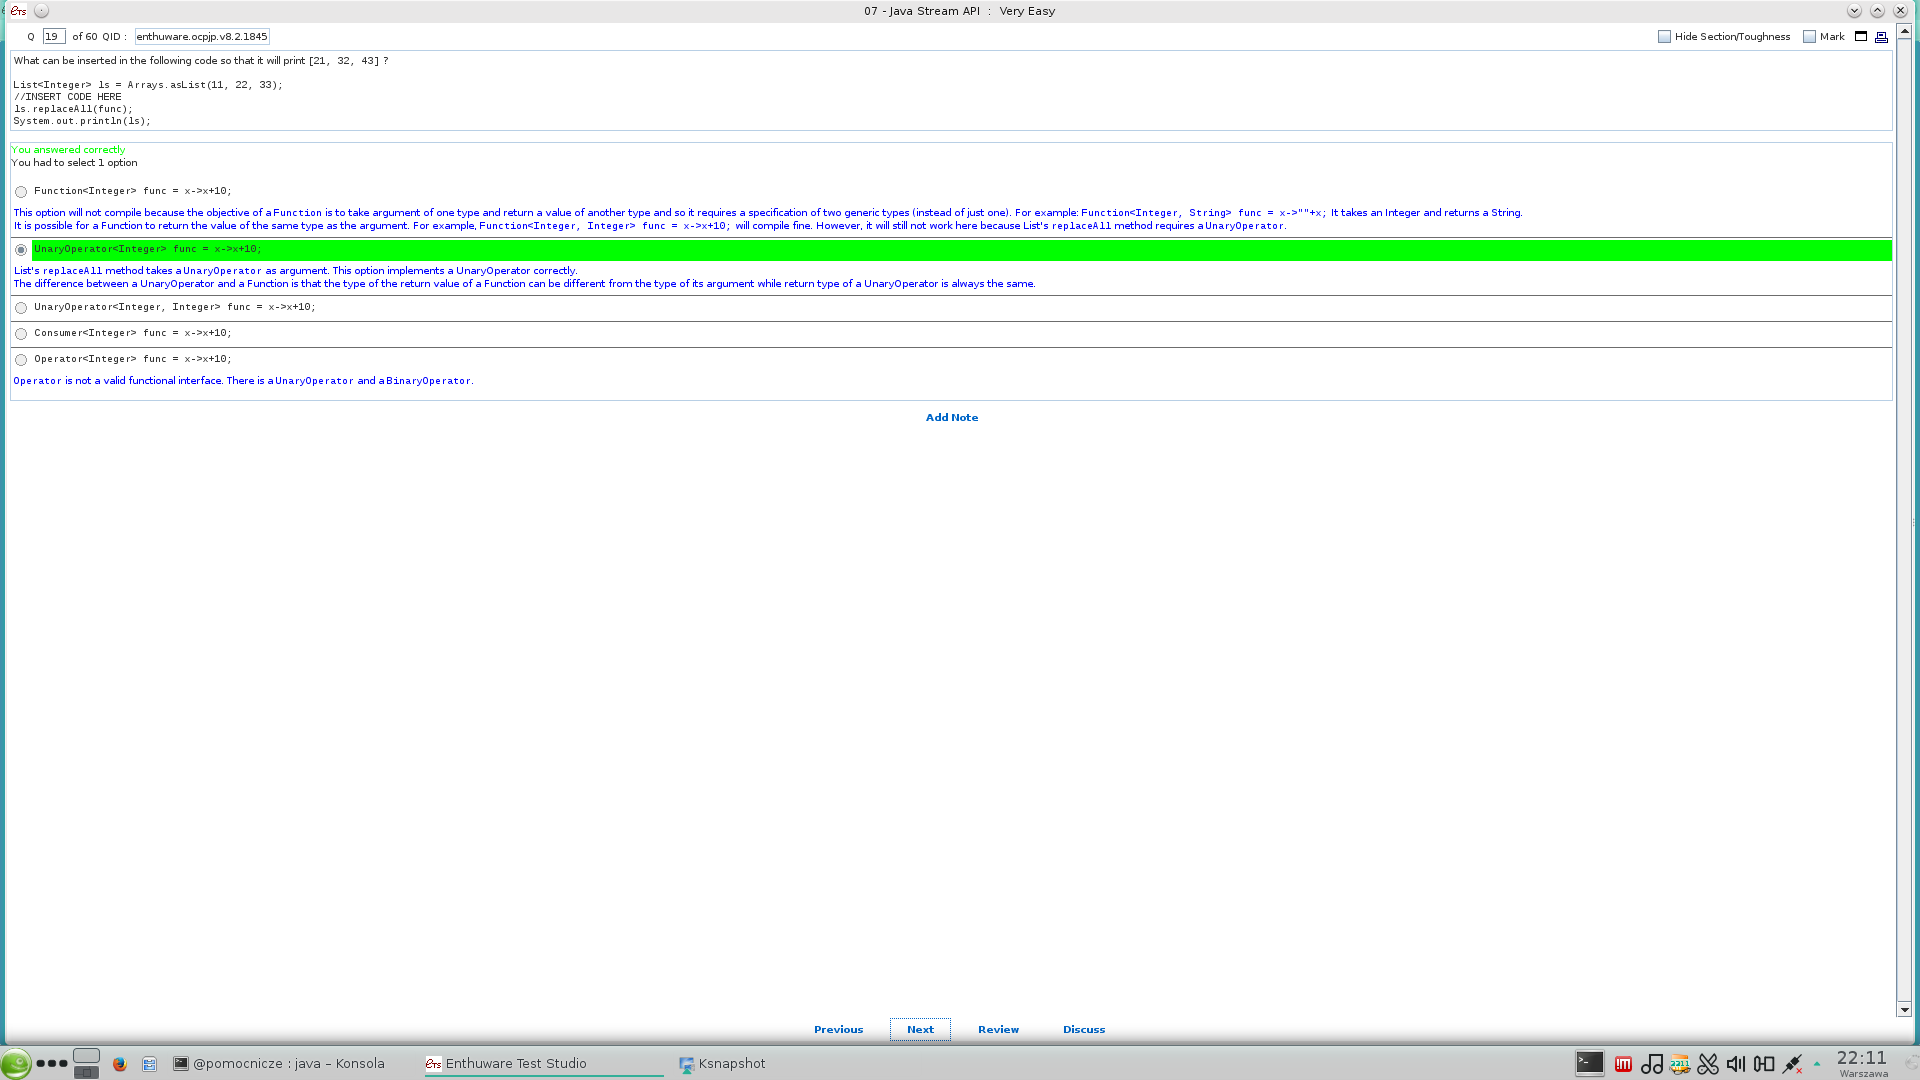 07 - Java Stream API : Very Easy
Q 19 of 60 QID : enthuware.ocpjp.v8.2.1845
Hide Section/Toughness Mark
What can be inserted in the following code so that it will print [21, 32, 43] ?
List<Integer> ls = Arrays.asList(11, 22, 33);
//INSERT CODE HERE
ls.replaceAll(func);
System.out.println(ls);
You answered correctly
You had to select 1 option
Function<Integer> func = x->x+10;
This option will not compile because the objective of a Function is to take argument of one type and return a value of another type and so it requires a specification of two generic types (instead of just one). For example: Function<Integer, String> func = x->""+x; It takes an Integer and returns a String.
It is possible for a Function to return the value of the same type as the argument. For example, Function<Integer, Integer> func = x->x+10; will compile fine. However, it will still not work here because List's replaceAll method requires a UnaryOperator.
UnaryOperator<Integer> func = x->x+10;
List's replaceAll method takes a UnaryOperator as argument. This option implements a UnaryOperator correctly.
The difference between a UnaryOperator and a Function is that the type of the return value of a Function can be different from the type of its argument while return type of a UnaryOperator is always the same.
UnaryOperator<Integer, Integer> func = x->x+10;
Consumer<Integer> func = x->x+10;
Operator<Integer> func = x->x+10;
Operator is not a valid functional interface. There is a UnaryOperator and a BinaryOperator.
Add Note
Previous Next Review Discuss
@pomocnicze : java – Konsola
Enthuware Test Studio
Ksnapshot
22:11
Warszawa